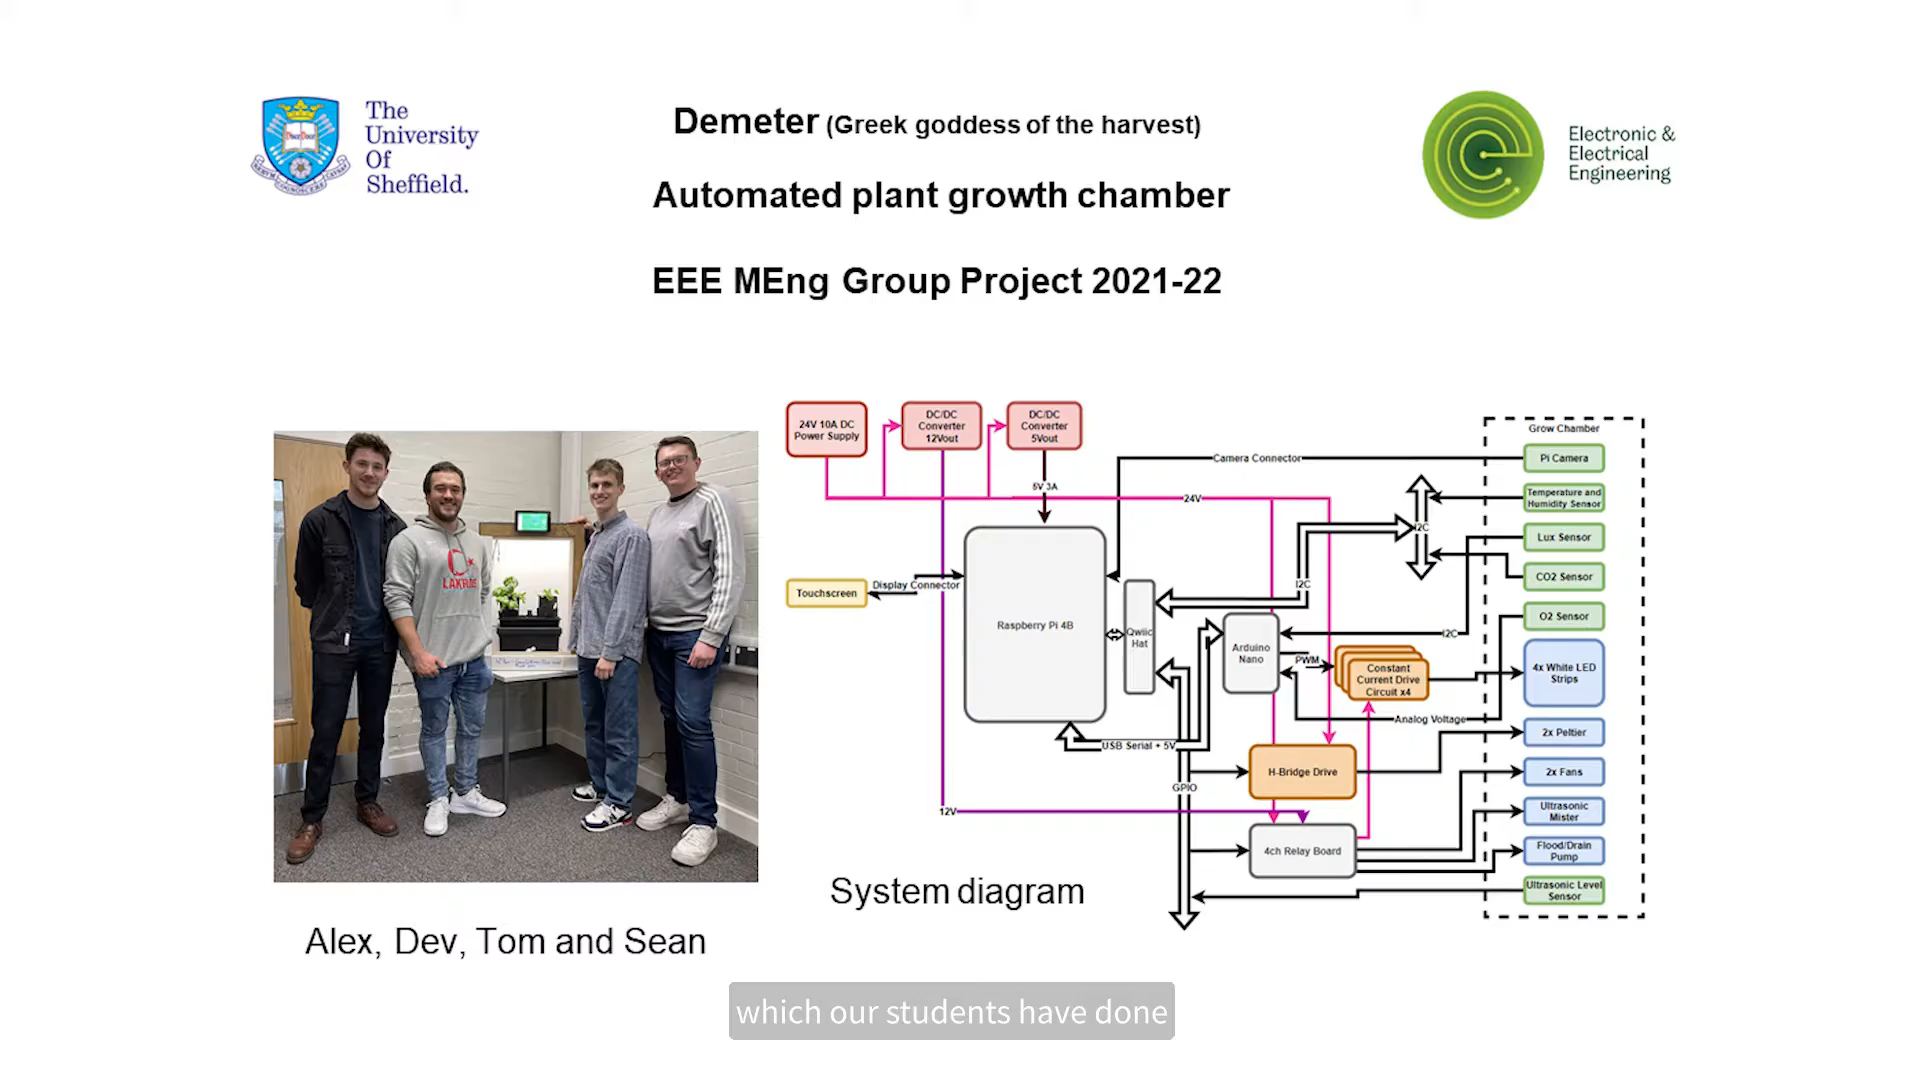 The
University
Of
Sheffield.
Demeter (Greek goddess of the harvest)
Automated plant growth chamber
EEE MEng Group Project 2021-22
Electronic &
Electrical
Engineering
24V 10A DC
Power Supply
DC/DC
Converter
12Vout
DC/DC
Converter
5Vout
Grow Chamber
Camera Connector
Pi Camera
5V 3A
24V
Temperature and
Humidity Sensor
I2C
Lux Sensor
CO2 Sensor
I2C
Touchscreen
Display Connector
Raspberry Pi 4B
Qwiic
Hat
O2 Sensor
I2C
Arduino
Nano
PWM
Constant
Current Drive
Circuit x4
4x White LED
Strips
Analog Voltage
USB Serial + 5V
2x Peltier
H-Bridge Drive
2x Fans
GPIO
12V
Ultrasonic
Mister
4ch Relay Board
Flood/Drain
Pump
Ultrasonic Level
Sensor
LAKROS
System diagram
Alex, Dev, Tom and Sean
which our students have done